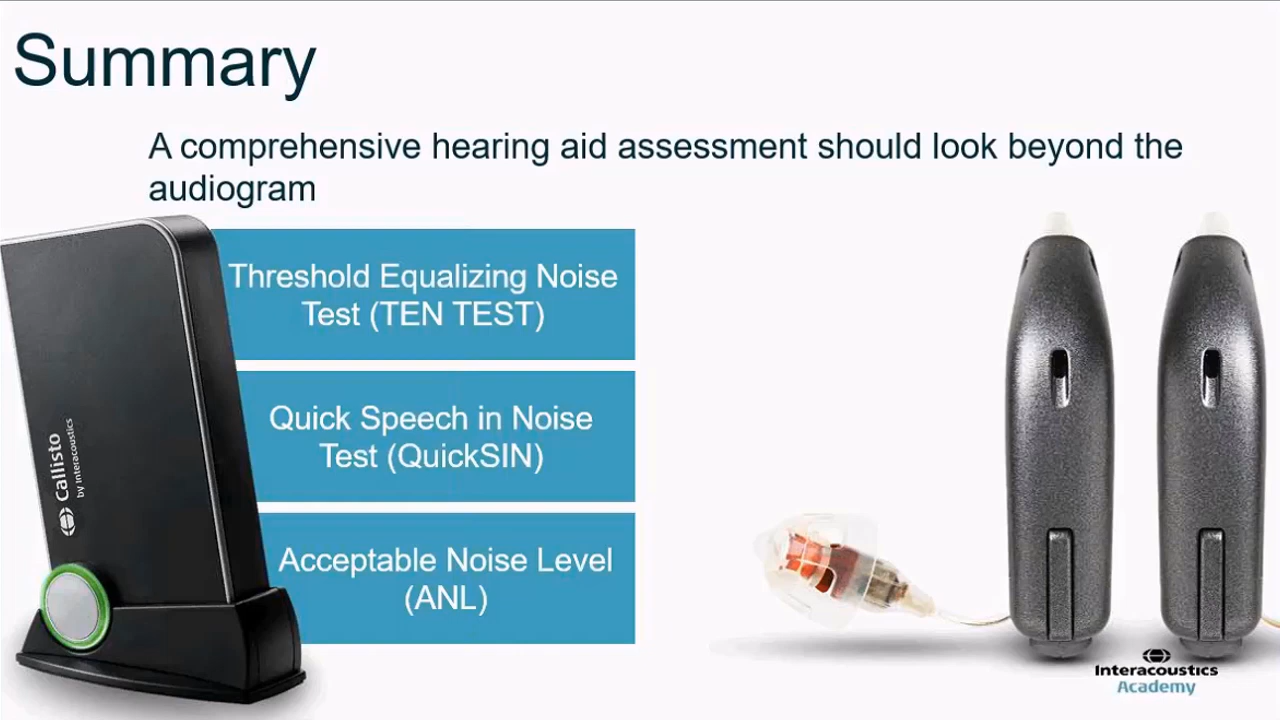 Summary
A comprehensive hearing aid assessment should look beyond the
audiogram
Threshold Equalizing Noise
Test (TEN TEST)
Quick Speech in Noise
Test (QuickSIN)
Acceptable Noise Level
(ANL)
Callisto
by Interacoustics
Interacoustics
Academy